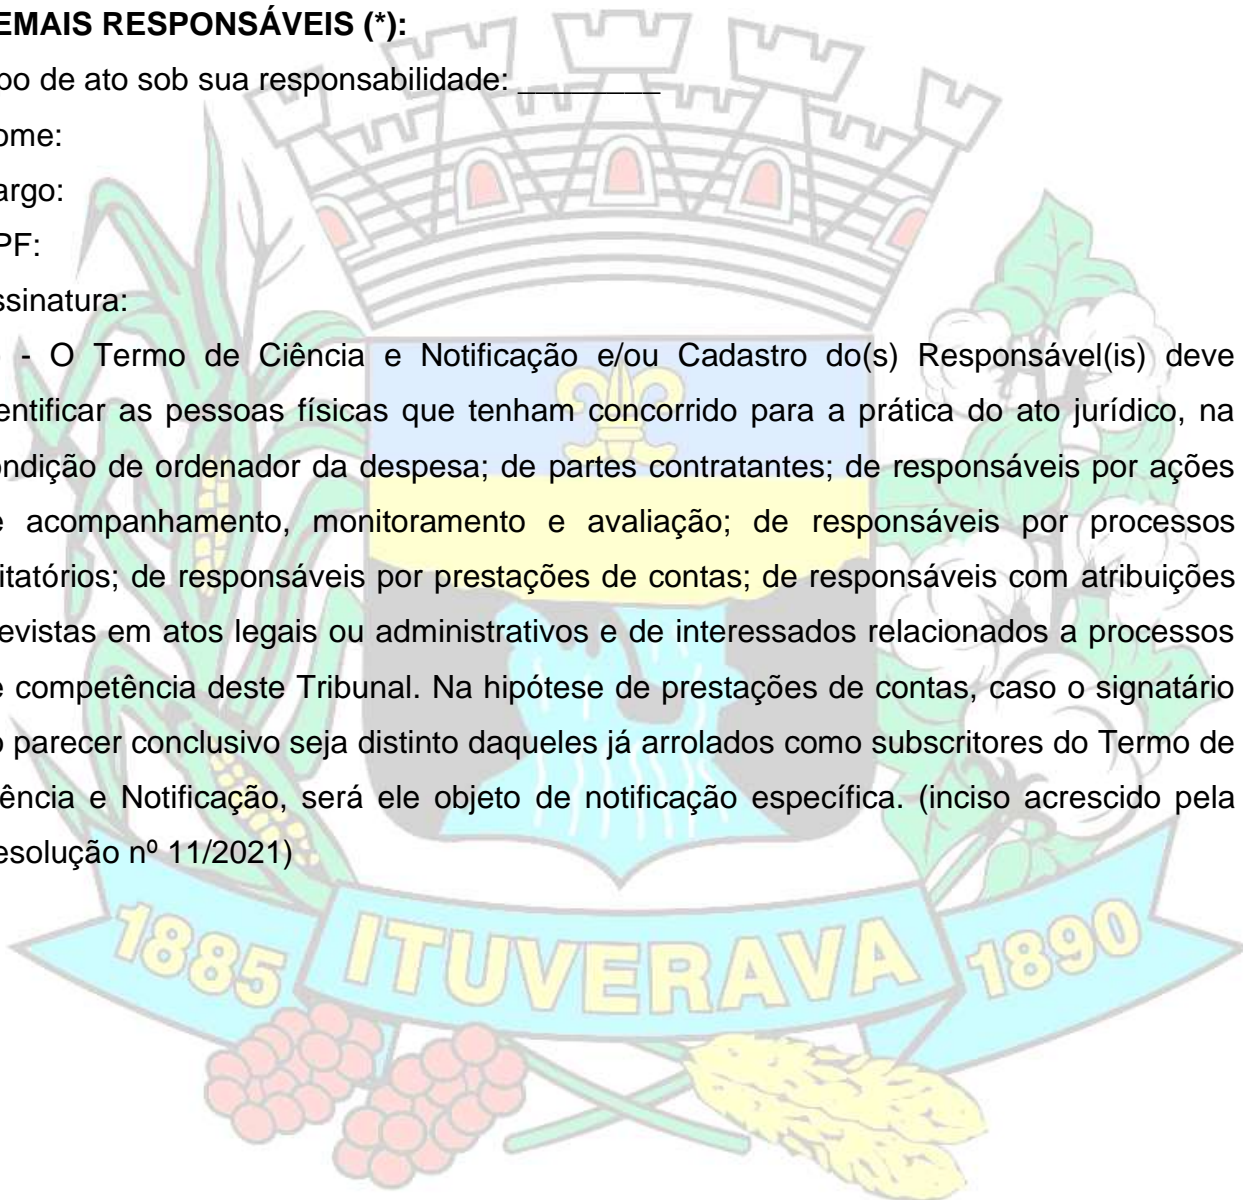 EMAIS RESPONSÁVEIS (*):
po de ato sob sua responsabilidade: ________
ome:
argo:
PF:
ssinatura:
- O Termo de Ciência e Notificação e/ou Cadastro do(s) Responsável(is) deve
entificar as pessoas físicas que tenham concorrido para a prática do ato jurídico, na
ondição de ordenador da despesa; de partes contratantes; de responsáveis por ações
e acompanhamento, monitoramento e avaliação; de responsáveis por processos
itatórios; de responsáveis por prestações de contas; de responsáveis com atribuições
revistas em atos legais ou administrativos e de interessados relacionados a processos
e competência deste Tribunal. Na hipótese de prestações de contas, caso o signatário
o parecer conclusivo seja distinto daqueles já arrolados como subscritores do Termo de
iência e Notificação, será ele objeto de notificação específica. (inciso acrescido pela
esolução nº 11/2021)
1885 ITUVERAVA 1890